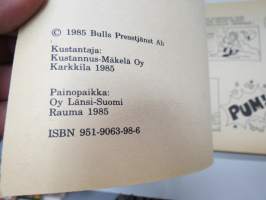 © 1985 Bulls Presstjänst Ab
Kustantaja:
Kustannus-Mäkelä Oy
Karkkila 1985
Painopaikka:
Oy Länsi-Suomi
Rauma 1985
ISBN 951-9063-98-6
PUM!